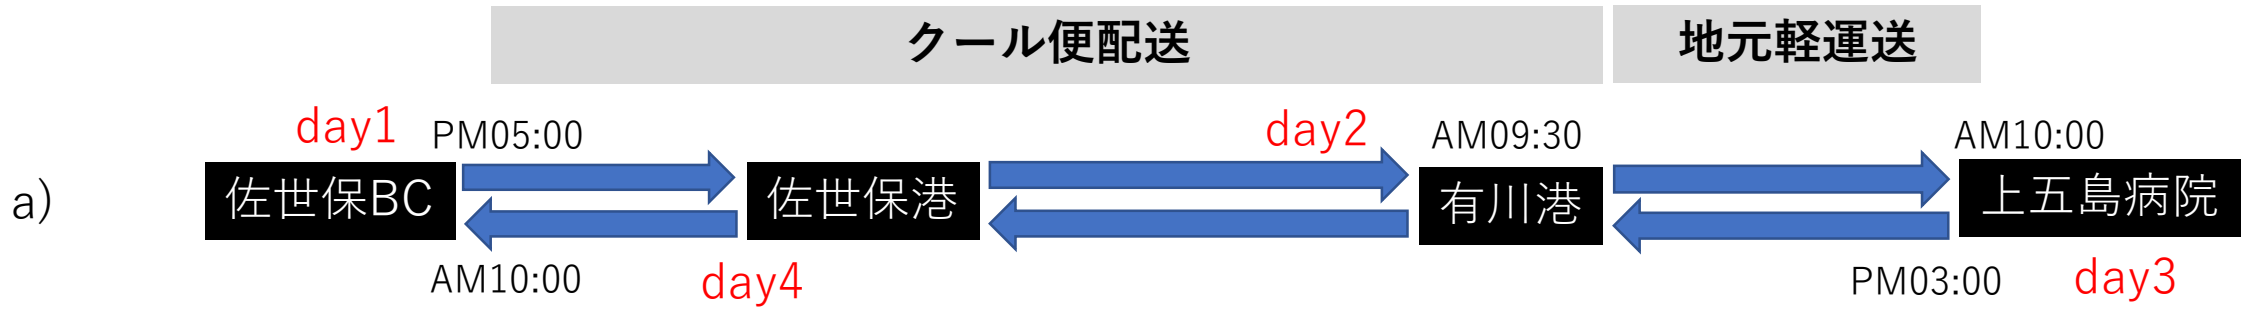 クール便配送
地元軽運送
day1
PM05:00
day2
AM09:30
AM10:00
a)
佐世保BC
佐世保港
有川港
上五島病院
AM10:00
day4
PM03:00
day3